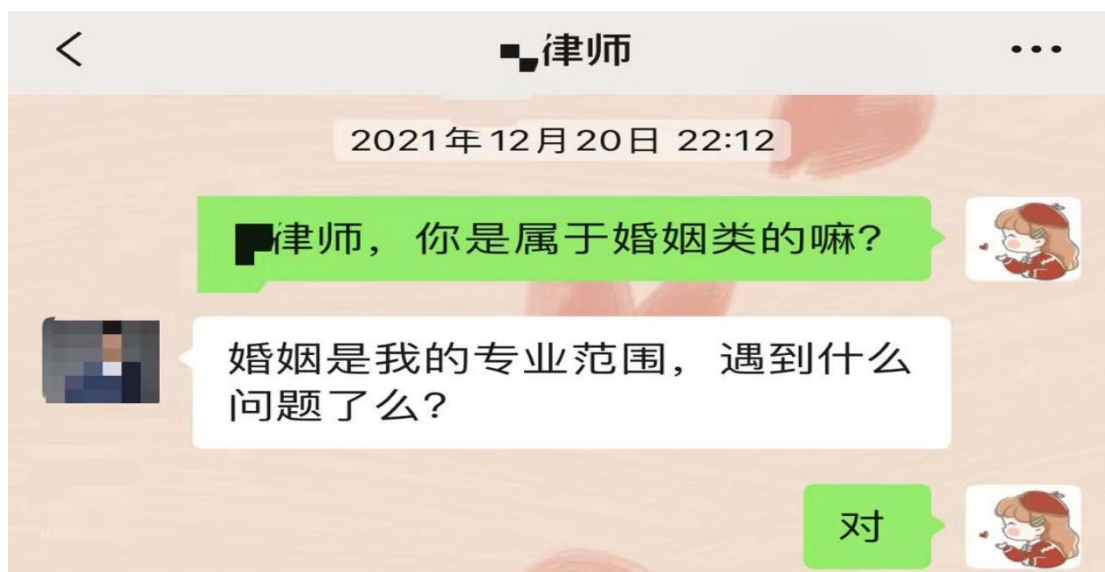 律师
2021年12月20日 22:12
律师，你是属于婚姻类的嘛?
婚姻是我的专业范围，遇到什么
问题了么?
对